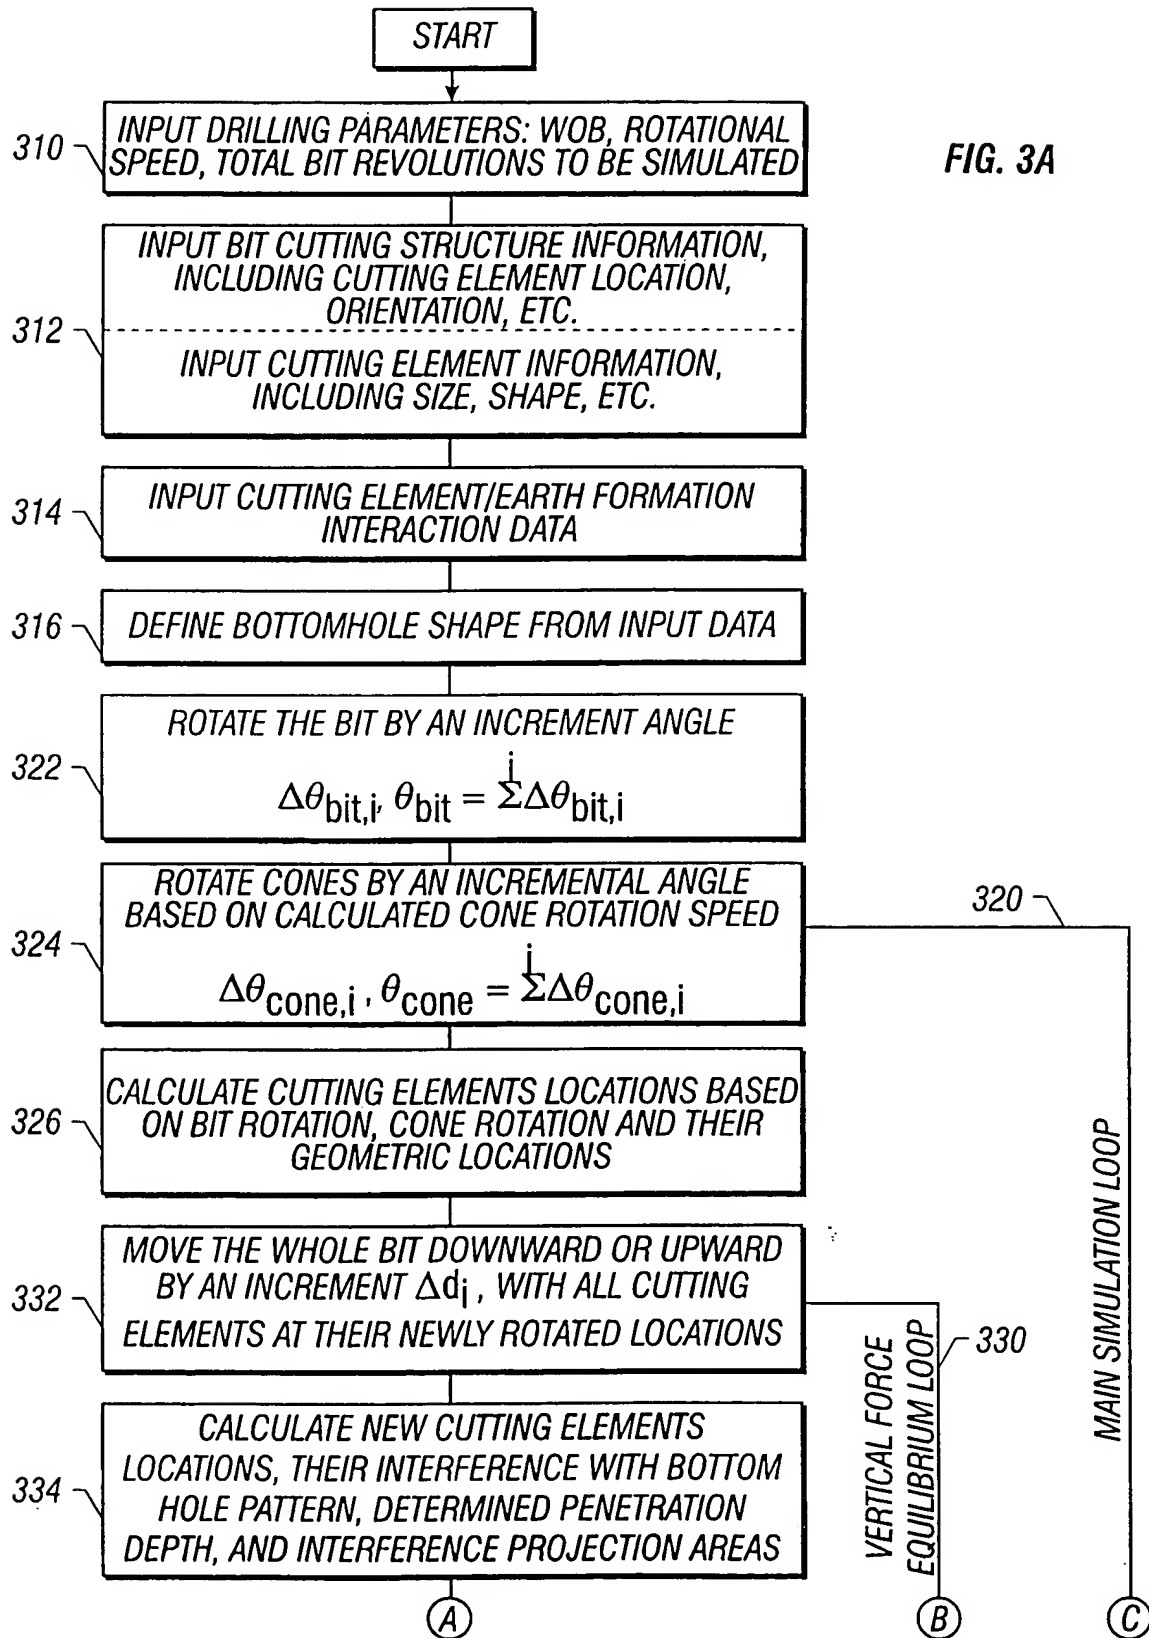 START
310
INPUT DRILLING PARAMETERS: WOB, ROTATIONAL
SPEED, TOTAL BIT REVOLUTIONS TO BE SIMULATED
FIG. 3A
312
INPUT BIT CUTTING STRUCTURE INFORMATION,
INCLUDING CUTTING ELEMENT LOCATION,
ORIENTATION, ETC.
INPUT CUTTING ELEMENT INFORMATION,
INCLUDING SIZE, SHAPE, ETC.
314
INPUT CUTTING ELEMENT/EARTH FORMATION
INTERACTION DATA
316
DEFINE BOTTOMHOLE SHAPE FROM INPUT DATA
322
ROTATE THE BIT BY AN INCREMENT ANGLE
i
Δθbit,i, θbit = ΣΔθbit,i
324
ROTATE CONES BY AN INCREMENTAL ANGLE
BASED ON CALCULATED CONE ROTATION SPEED
i
Δθcone,i, θcone = ΣΔθcone,i
320
326
CALCULATE CUTTING ELEMENTS LOCATIONS BASED
ON BIT ROTATION, CONE ROTATION AND THEIR
GEOMETRIC LOCATIONS
332
MOVE THE WHOLE BIT DOWNWARD OR UPWARD
BY AN INCREMENT Δdi, WITH ALL CUTTING
ELEMENTS AT THEIR NEWLY ROTATED LOCATIONS
330
334
CALCULATE NEW CUTTING ELEMENTS
LOCATIONS, THEIR INTERFERENCE WITH BOTTOM
HOLE PATTERN, DETERMINED PENETRATION
DEPTH, AND INTERFERENCE PROJECTION AREAS
VERTICAL FORCE
EQUILIBRIUM LOOP
MAIN SIMULATION LOOP
A
B
C